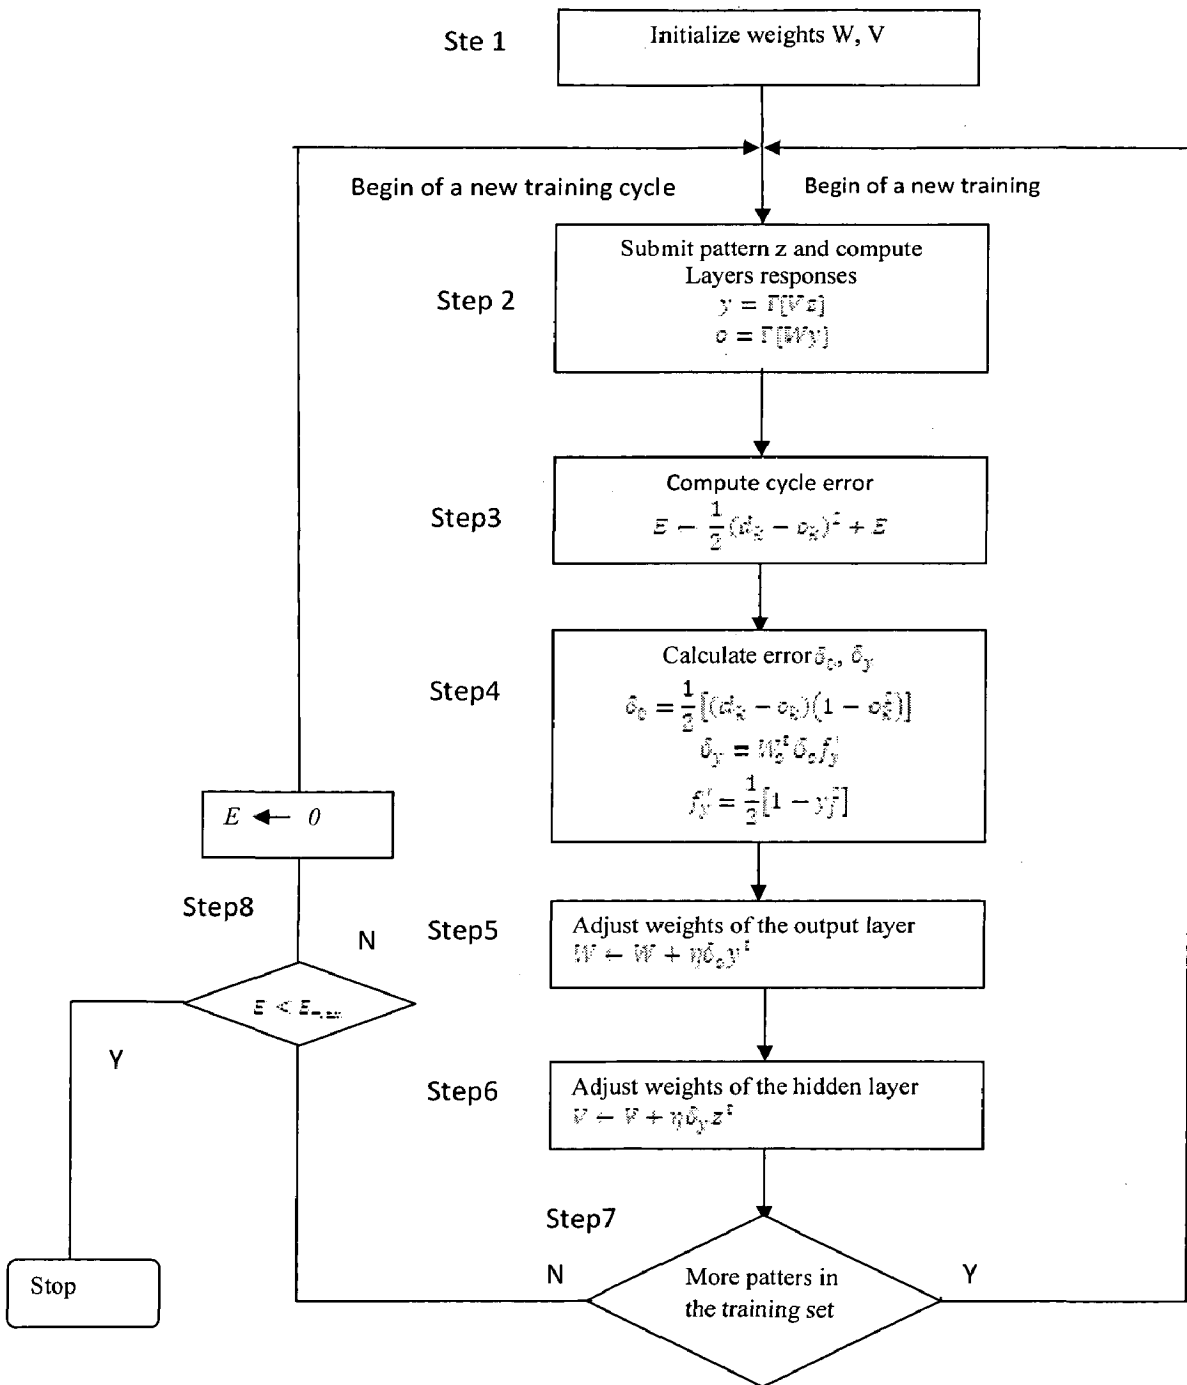 Ste 1
Initialize weights W, V
Begin of a new training cycle
Begin of a new training
Step 2
Submit pattern z and compute
Layers responses
y = Γ[Vz]
o = Γ[Wy]
Step3
Compute cycle error
E ← 1/2 (d_k − o_k)² + E
Step4
Calculate error δ_o, δ_y
δ_o = 1/2 [(d_k − o_k)(1 − o_k²)]
δ_y = W_o^t δ_o f_y'
f_y' = 1/2 [1 − y_j²]
E ← 0
Step8
N
Step5
Adjust weights of the output layer
W ← W + ηδ_o y^t
E < E_max
Y
Step6
Adjust weights of the hidden layer
V ← V + ηδ_y z^t
Step7
N
More patters in
the training set
Y
Stop